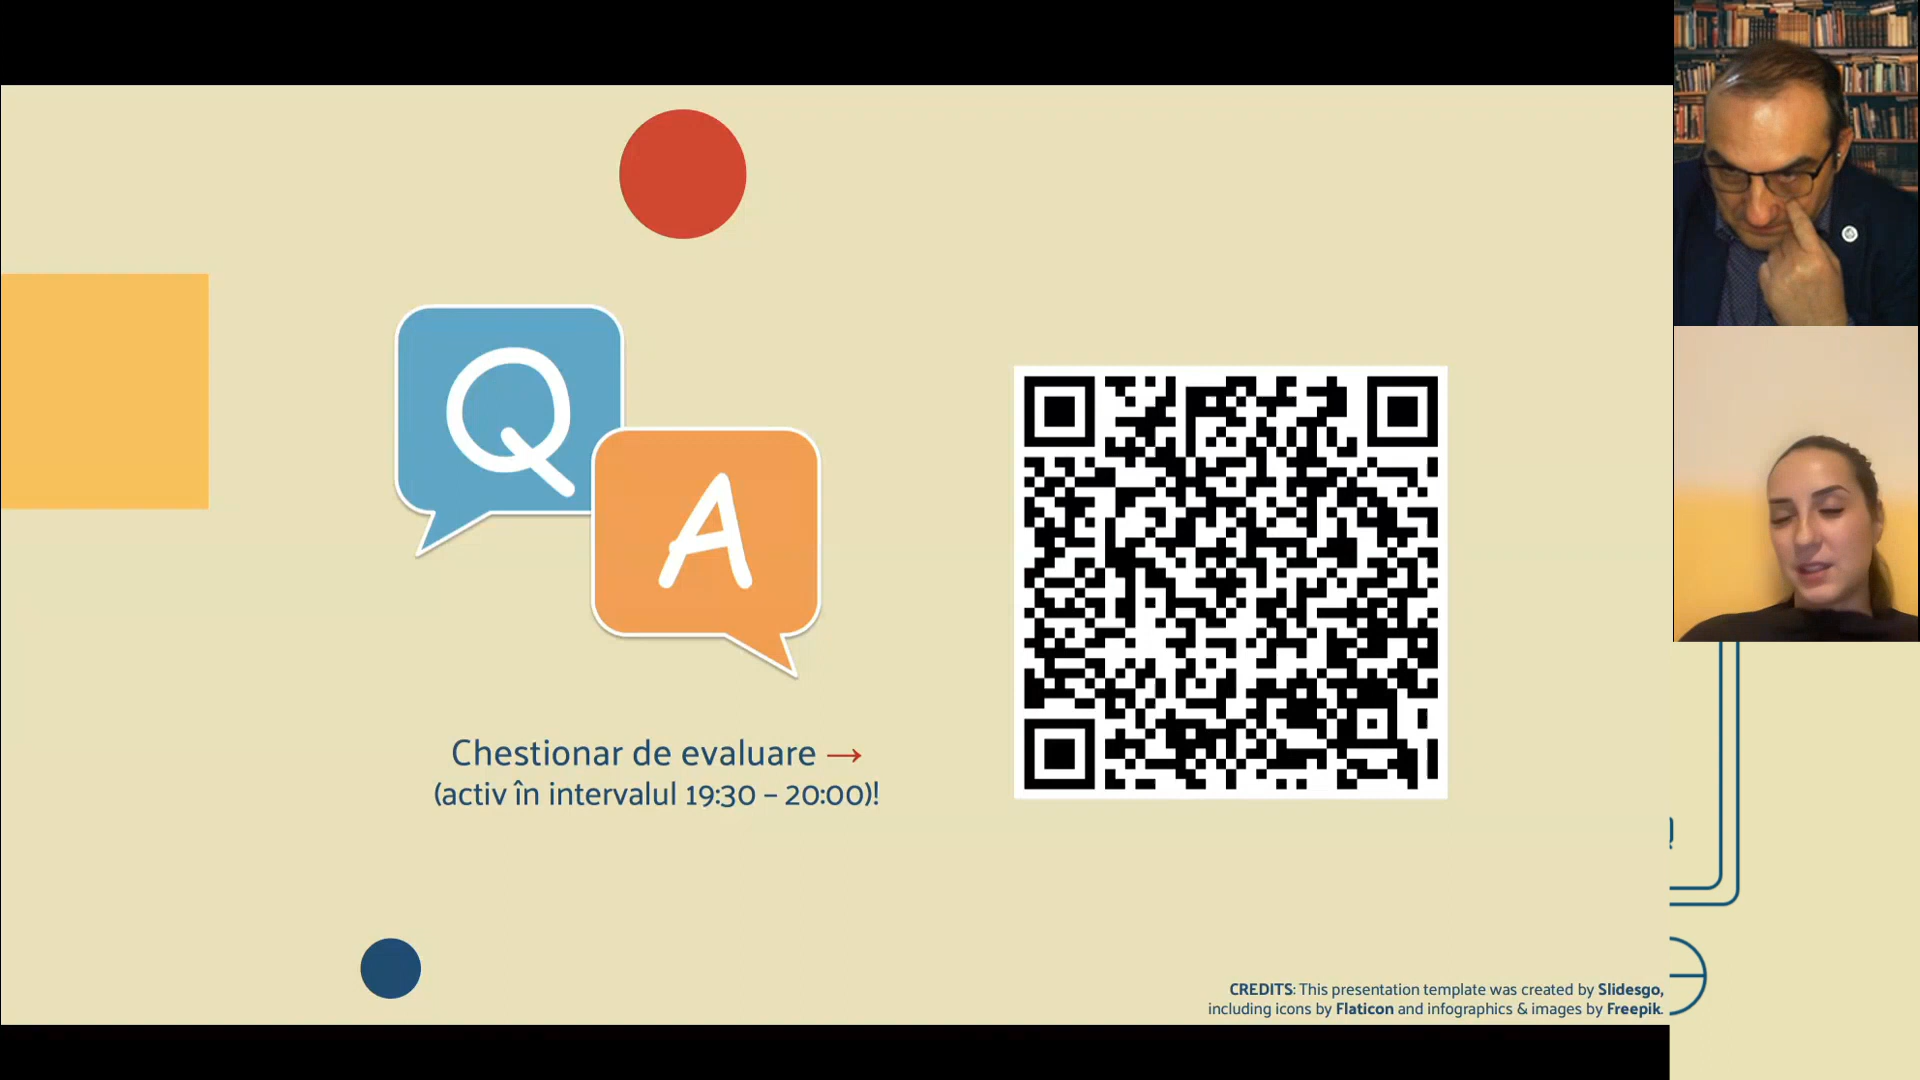 Q
A
Chestionar de evaluare →
(activ în intervalul 19:30 – 20:00)!
CREDITS: This presentation template was created by Slidesgo,
including icons by Flaticon and infographics & images by Freepik.